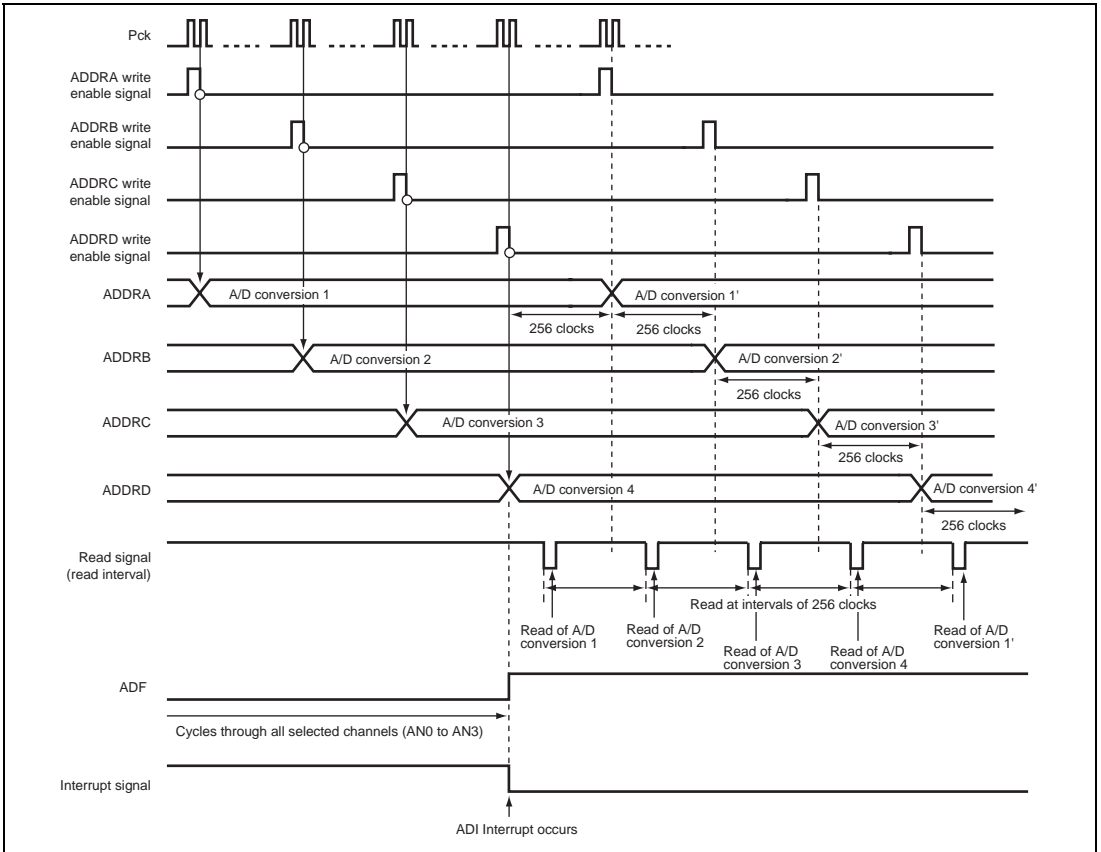 Pck
ADDRA write
enable signal
ADDRB write
enable signal
ADDRC write
enable signal
ADDRD write
enable signal
ADDRA
A/D conversion 1
A/D conversion 1'
256 clocks
256 clocks
ADDRB
A/D conversion 2
A/D conversion 2'
256 clocks
ADDRC
A/D conversion 3
A/D conversion 3'
256 clocks
ADDRD
A/D conversion 4
A/D conversion 4'
256 clocks
Read signal
(read interval)
Read at intervals of 256 clocks
Read of A/D
conversion 1
Read of A/D
conversion 2
Read of A/D
conversion 3
Read of A/D
conversion 4
Read of A/D
conversion 1'
ADF
Cycles through all selected channels (AN0 to AN3)
Interrupt signal
ADI Interrupt occurs